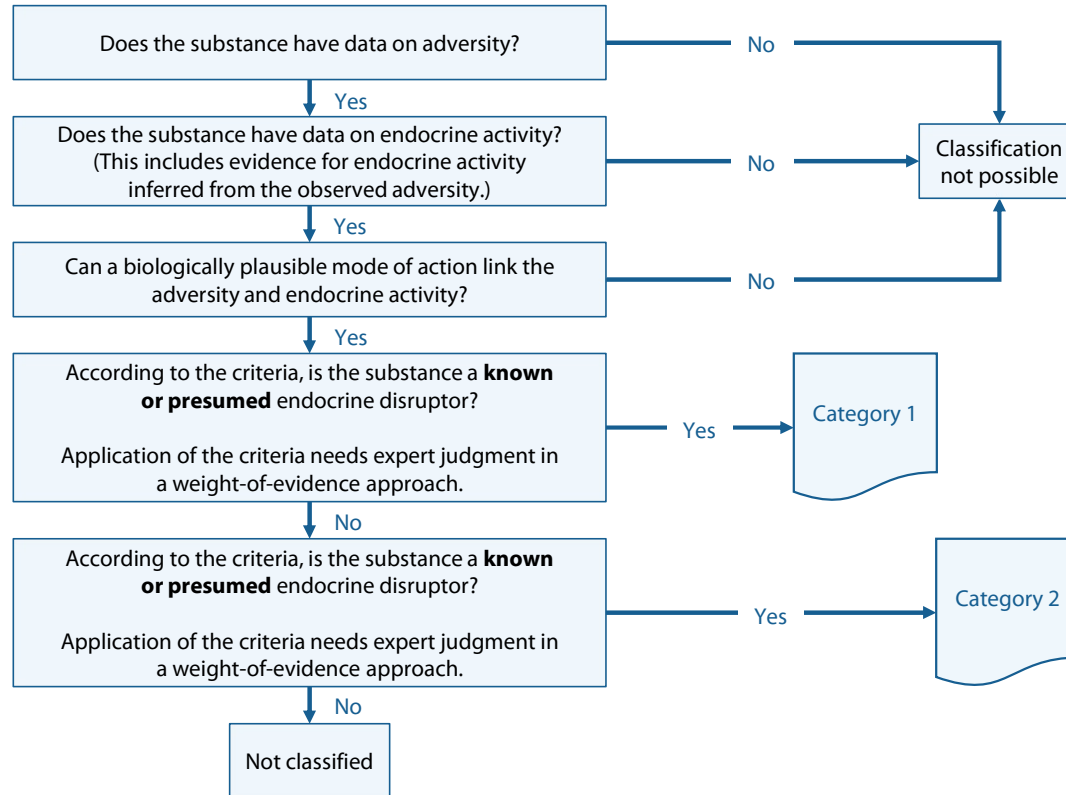 Does the substance have data on adversity?
No
Yes
Does the substance have data on endocrine activity?
(This includes evidence for endocrine activity
inferred from the observed adversity.)
No
Classification
not possible
Yes
Can a biologically plausible mode of action link the
adversity and endocrine activity?
No
Yes
According to the criteria, is the substance a known
or presumed endocrine disruptor?
Application of the criteria needs expert judgment in
a weight-of-evidence approach.
Yes
Category 1
No
According to the criteria, is the substance a known
or presumed endocrine disruptor?
Application of the criteria needs expert judgment in
a weight-of-evidence approach.
Yes
Category 2
No
Not classified